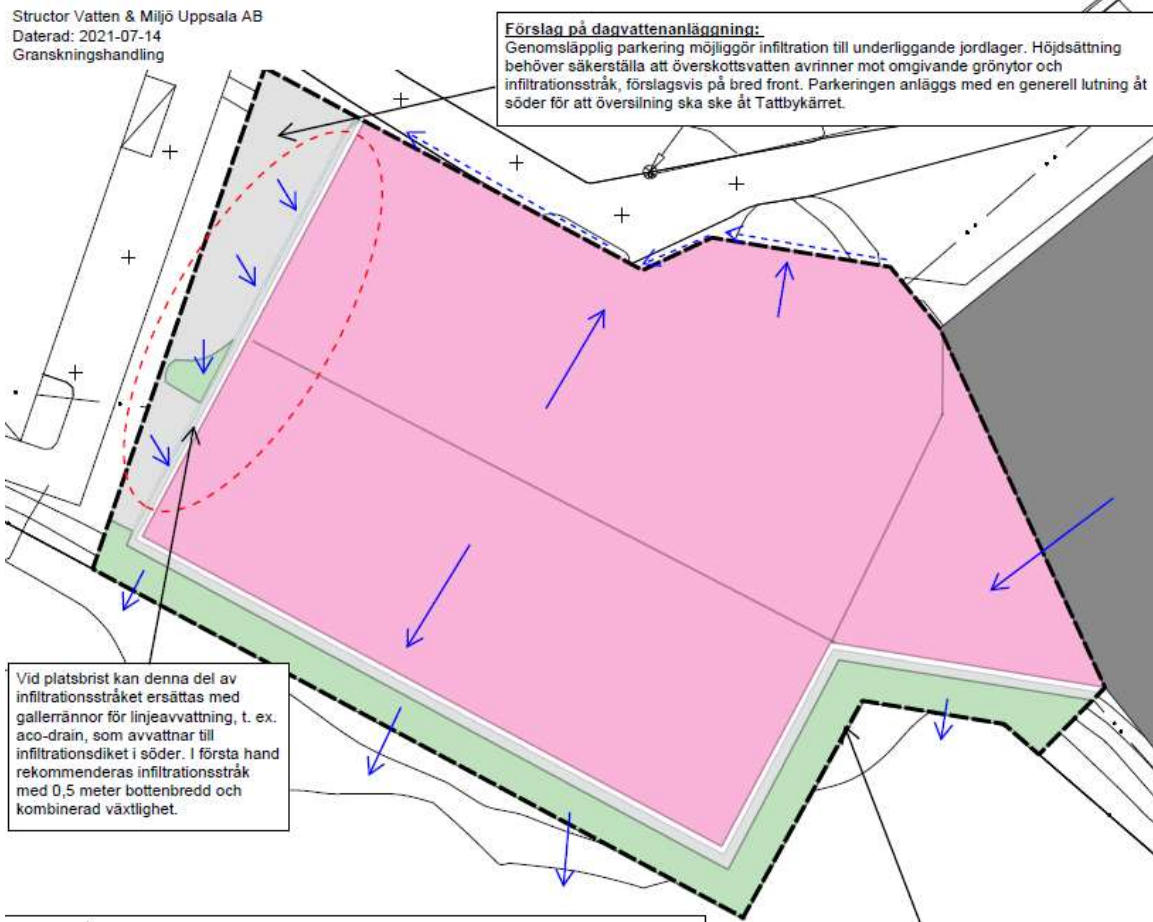 Structor Vatten & Miljö Uppsala AB
Daterad: 2021-07-14
Granskningshandling
Förslag på dagvattenanläggning:
Genomsläpplig parkering möjliggör infiltration till underliggande jordlager. Höjdsättning
behöver säkerställa att överskottsvatten avrinner mot omgivande grönytor och
infiltrationsstråk, förslagsvis på bred front. Parkeringen anläggs med en generell lutning åt
söder för att översilning ska ske åt Tattbykärret.
Vid platsbrist kan denna del av
infiltrationsstråket ersättas med
gallerrännor för linjeavvattning, t. ex.
aco-drain, som avvattnar till
infiltrationsdiket i söder. I första hand
rekommenderas infiltrationsstråk
med 0,5 meter bottenbredd och
kombinerad växtlighet.